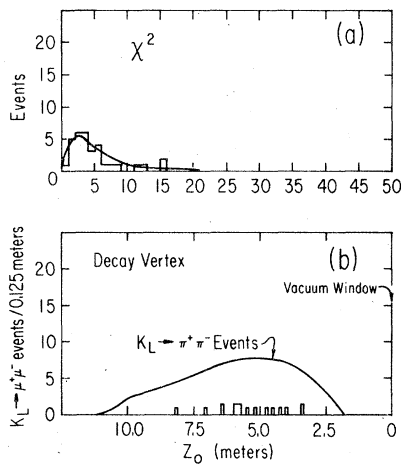 25
χ²
(a)
20
15
Events
10
5
0
5 10 15 20 25 30 35 40 45 50
Decay Vertex
(b)
20
Vacuum Window
15
K_L → μ⁺μ⁻ events/0.125 meters
10
K_L → π⁺π⁻ Events
5
0
10.0 7.5 5.0 2.5 0
Z₀ (meters)